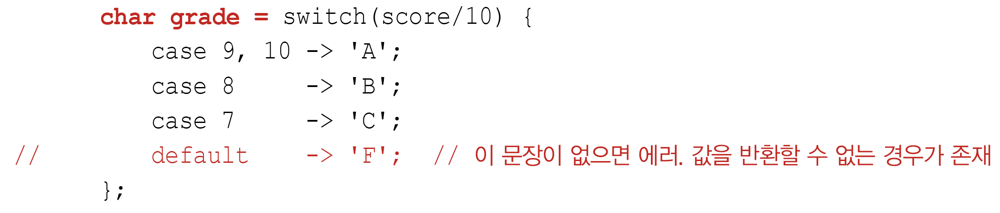 char grade = switch(score/10) {
case 9, 10 -> 'A';
case 8 -> 'B';
case 7 -> 'C';
// default -> 'F'; // 이 문장이 없으면 에러. 값을 반환할 수 없는 경우가 존재
};